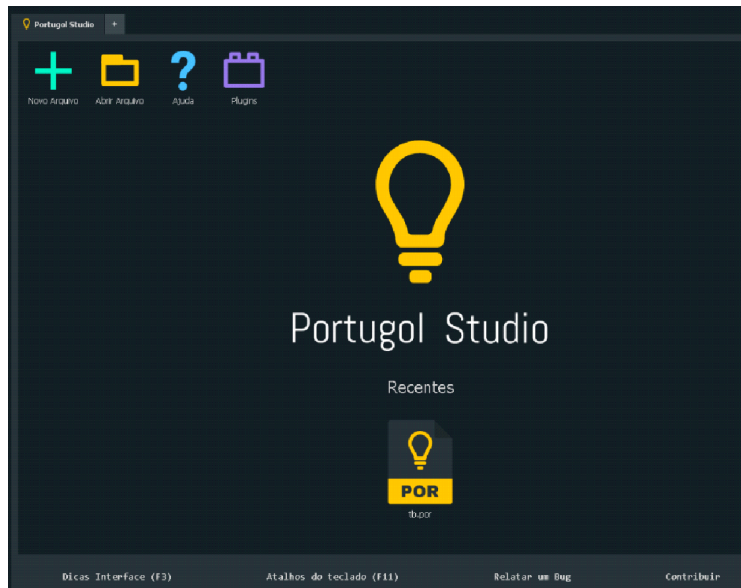 Portugol Studio +
Novo Arquivo Abrir Arquivo Ajuda Plugins
Portugol Studio
Recentes
POR
tb.por
Dicas Interface (F3) Atalhos do teclado (F11) Relatar um Bug Contribuir